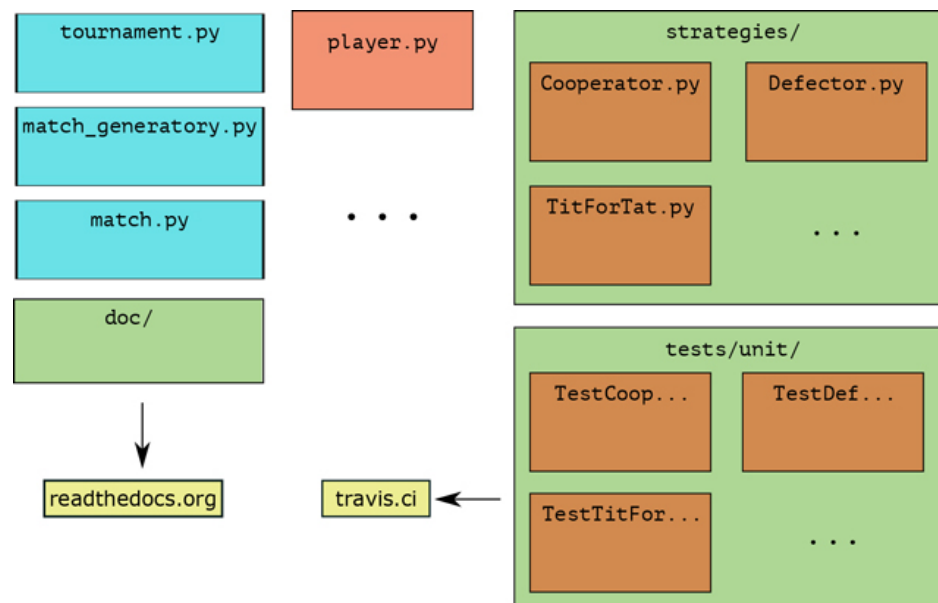 tournament.py
player.py
strategies/
Cooperator.py
Defector.py
match_generatory.py
TitForTat.py
match.py
...
...
doc/
tests/unit/
TestCoop...
TestDef...
readthedocs.org
travis.ci
TestTitFor...
...